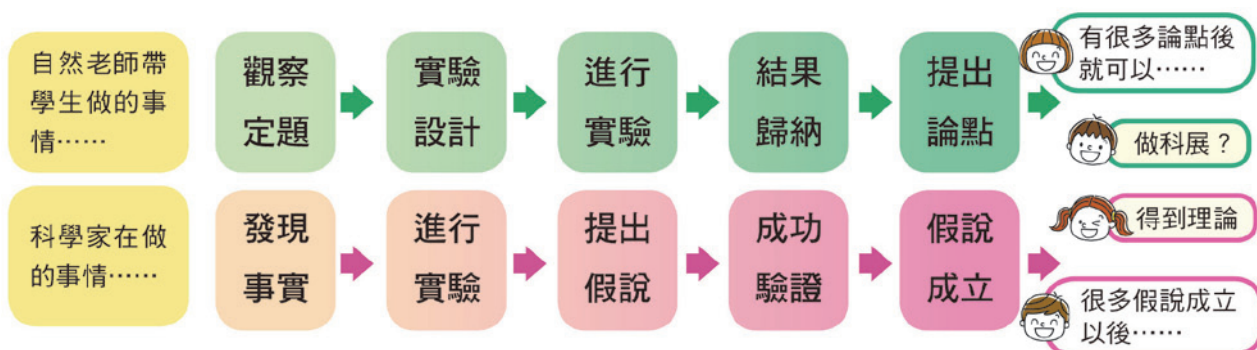 自然老師帶
學生做的事
情⋯⋯
觀察
定題
實驗
設計
進行
實驗
結果
歸納
提出
論點
有很多論點後
就可以⋯⋯
做科展？
科學家在做
的事情⋯⋯
發現
事實
進行
實驗
提出
假說
成功
驗證
假說
成立
得到理論
很多假說成立
以後⋯⋯